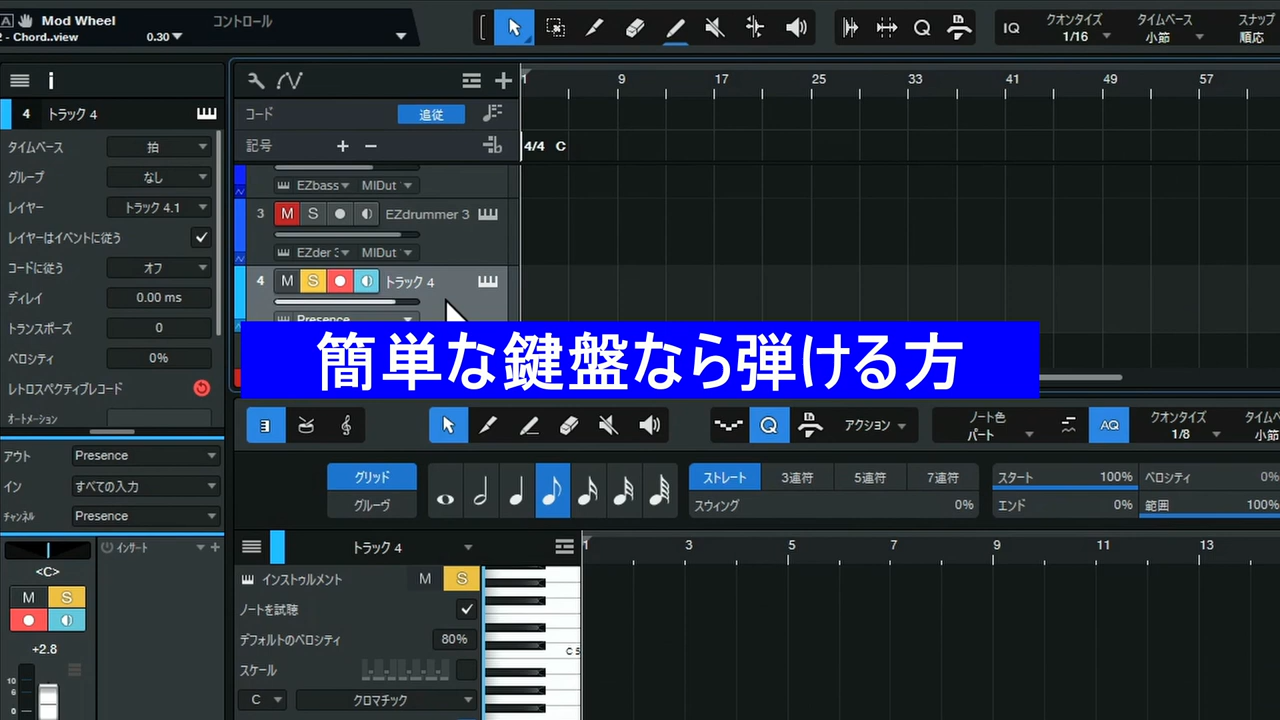 Mod Wheel
コントロール
2 - Chord..view
0.30
IQ
クオンタイズ
1/16
タイムベース
小節
スナップ
順応
i
1
9
17
25
33
41
49
57
4
トラック 4
コード
追従
記号
+
−
4/4
C
タイムベース
拍
グループ
なし
レイヤー
トラック 4.1
レイヤーはイベントに従う
コードに従う
オフ
ディレイ
0.00 ms
トランスポーズ
0
ベロシティ
0%
レトロスペクティブレコード
オートメーション
EZbass
MIDut
3
M
S
EZdrummer 3
EZder 3
MIDut
4
M
S
トラック 4
Presence
簡単な鍵盤なら弾ける方
Q
アクション
ノート色
パート
AQ
クオンタイズ
1/8
タイムベ
小節
アウト
Presence
イン
すべての入力
チャンネル
Presence
グリッド
グルーヴ
ストレート
3連符
5連符
7連符
スウィング
0%
スタート
100%
エンド
0%
ベロシティ
0%
範囲
100%
インサート
<C>
M
S
+2.8
10
6
0
トラック 4
1
3
5
7
9
11
13
インストゥルメント
M
S
ノートを試聴
デフォルトのベロシティ
80%
スケール
C
クロマチック
C 5